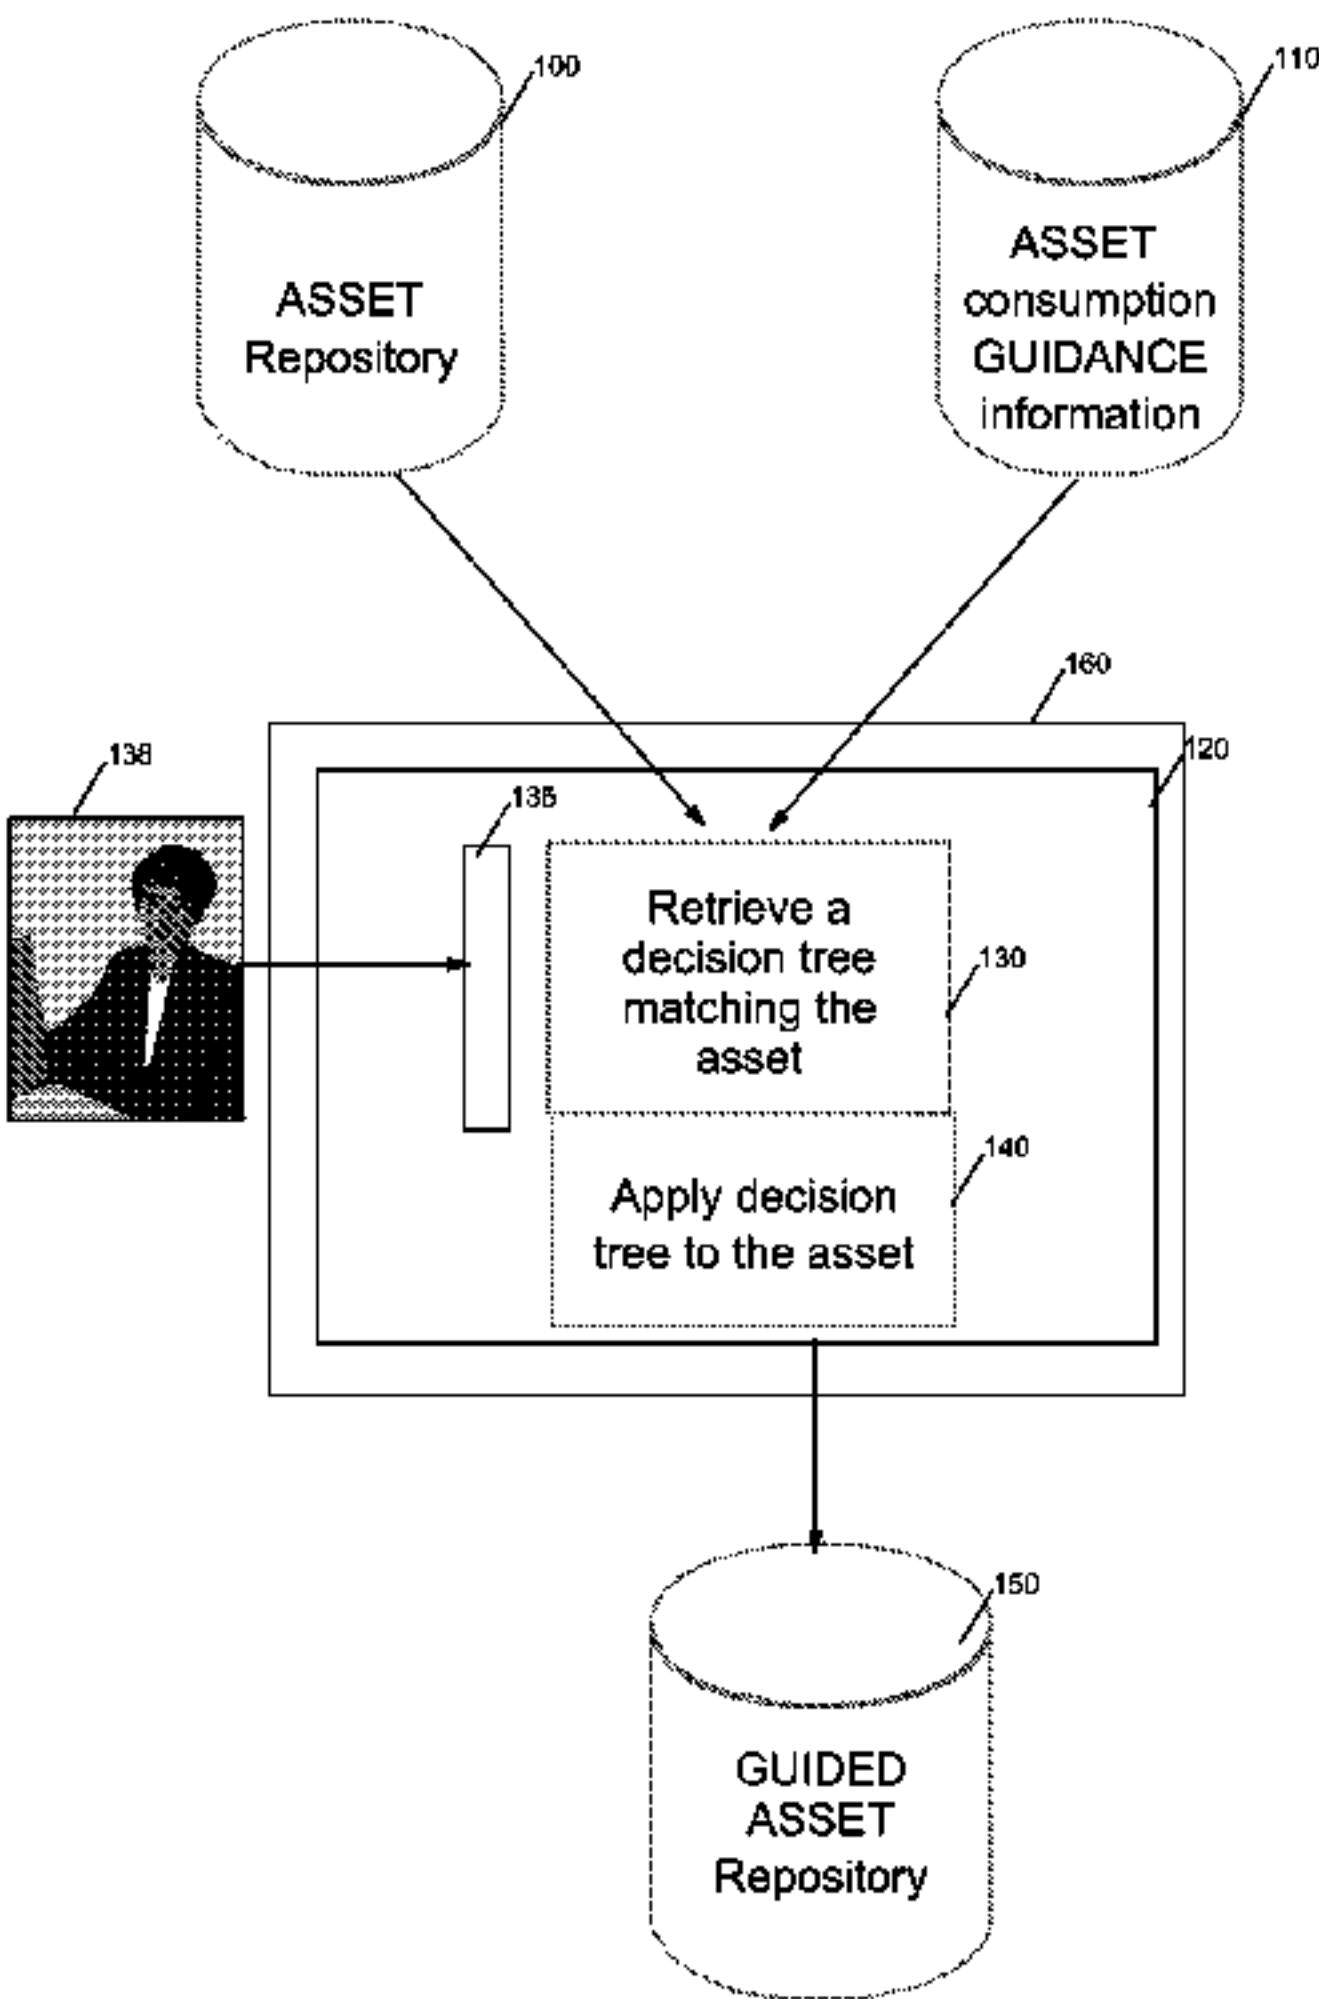 100
110
ASSET
Repository
ASSET
consumption
GUIDANCE
information
160
120
138
135
Retrieve a
decision tree
matching the
asset
130
140
Apply decision
tree to the asset
150
GUIDED
ASSET
Repository